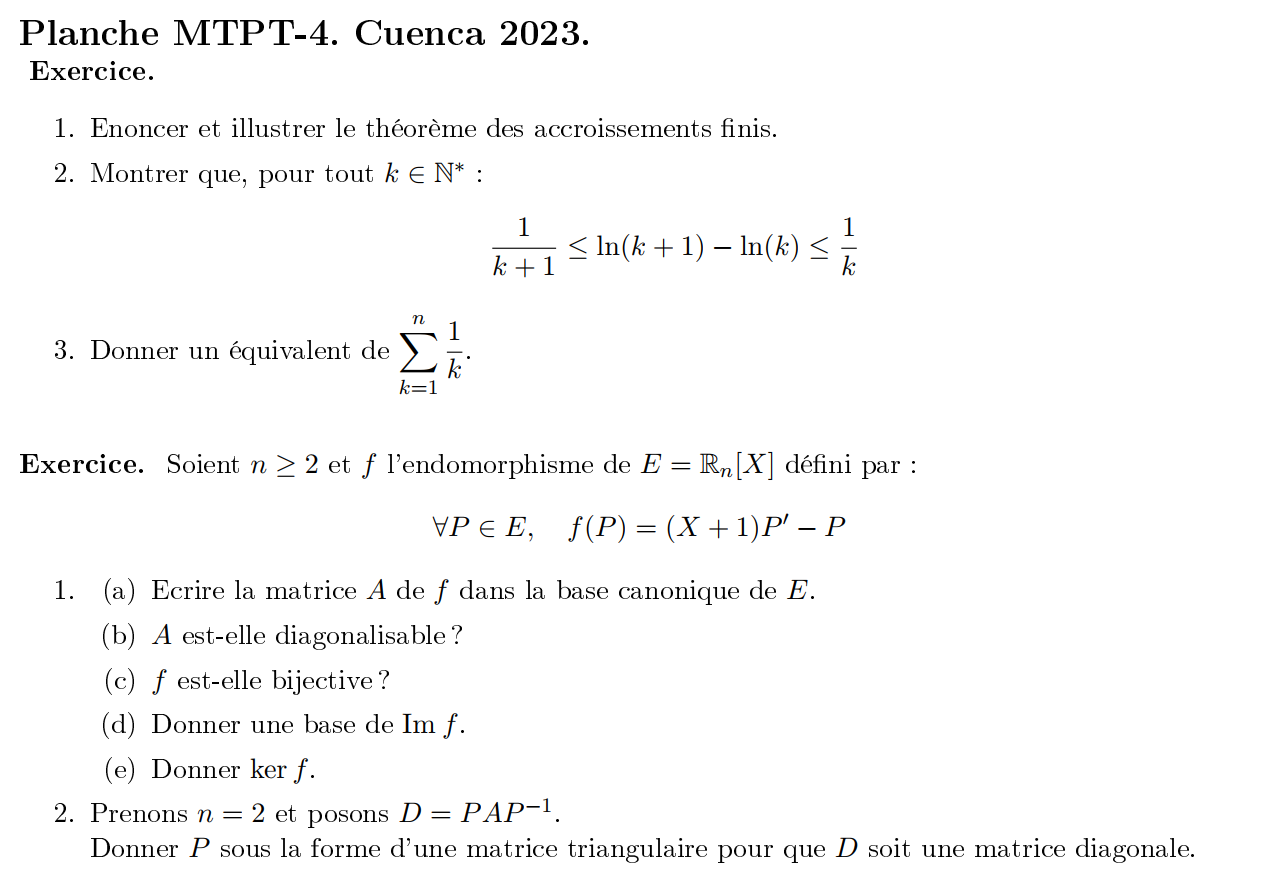 Planche MTPT-4. Cuenca 2023.
Exercice.
1. Enoncer et illustrer le théorème des accroissements finis.
2. Montrer que, pour tout $k \in \mathbb{N}^*$ :
$$\frac{1}{k+1} \leq \ln(k+1) - \ln(k) \leq \frac{1}{k}$$
3. Donner un équivalent de $\sum_{k=1}^{n} \frac{1}{k}$.
Exercice. Soient $n \geq 2$ et $f$ l'endomorphisme de $E = \mathbb{R}_n[X]$ défini par :
$$\forall P \in E, \quad f(P) = (X+1)P' - P$$
1. (a) Ecrire la matrice $A$ de $f$ dans la base canonique de $E$.
(b) $A$ est-elle diagonalisable ?
(c) $f$ est-elle bijective ?
(d) Donner une base de Im $f$.
(e) Donner ker $f$.
2. Prenons $n = 2$ et posons $D = PAP^{-1}$.
Donner $P$ sous la forme d'une matrice triangulaire pour que $D$ soit une matrice diagonale.